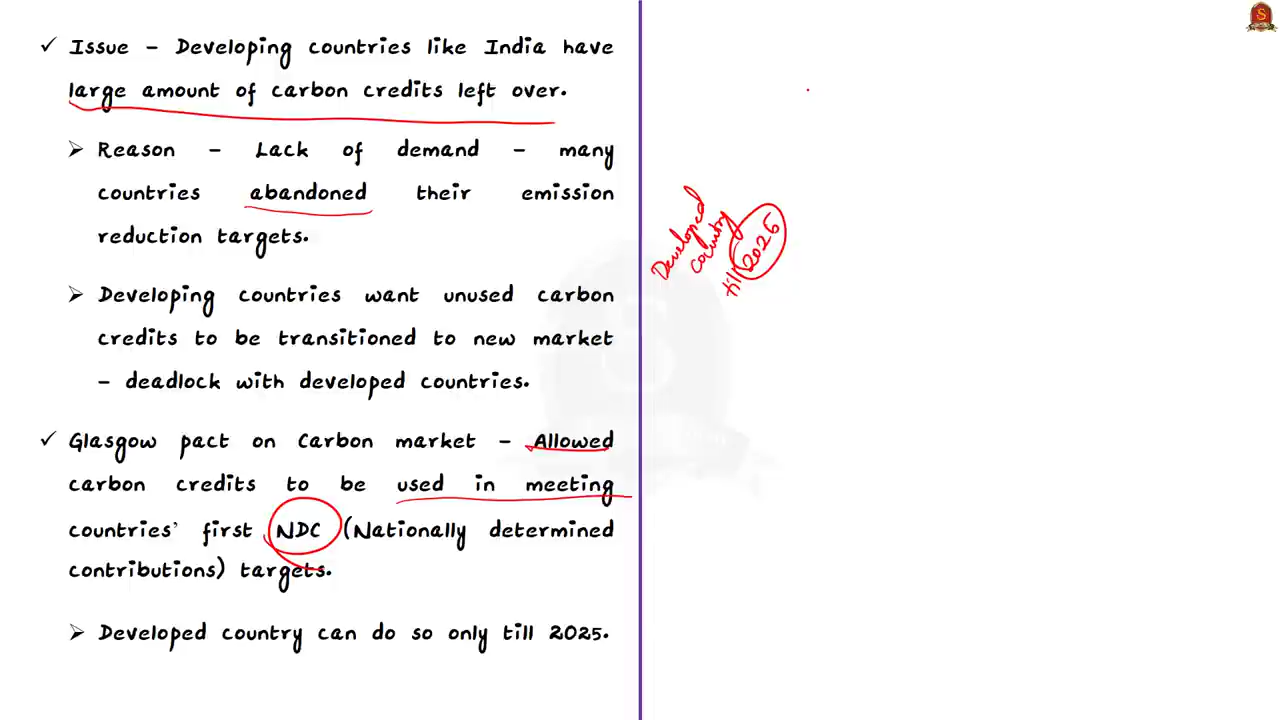 ✓ Issue – Developing countries like India have
large amount of carbon credits left over.
➢ Reason – Lack of demand – many
countries abandoned their emission
reduction targets.
➢ Developing countries want unused carbon
credits to be transitioned to new market
– deadlock with developed countries.
✓ Glasgow pact on Carbon market – Allowed
carbon credits to be used in meeting
countries' first NDC (Nationally determined
contributions) targets.
➢ Developed country can do so only till 2025.
Developed
country
till 2025
S